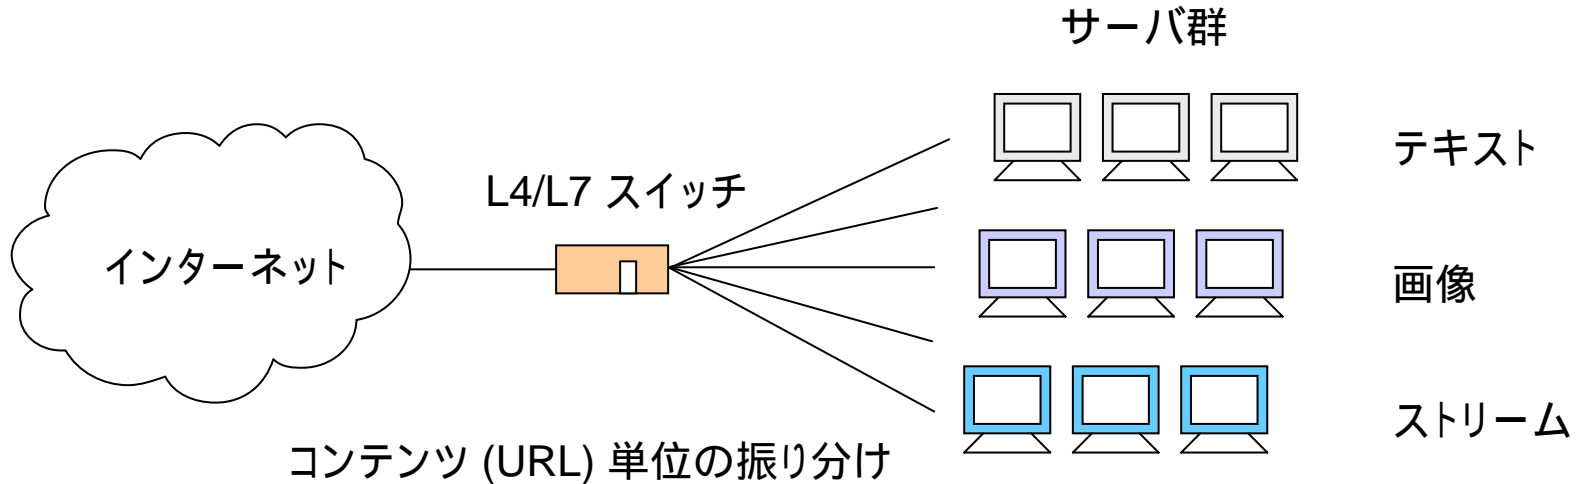 サーバ群
テキスト
L4/L7 スイッチ
インターネット
画像
ストリーム
コンテンツ (URL) 単位の振り分け